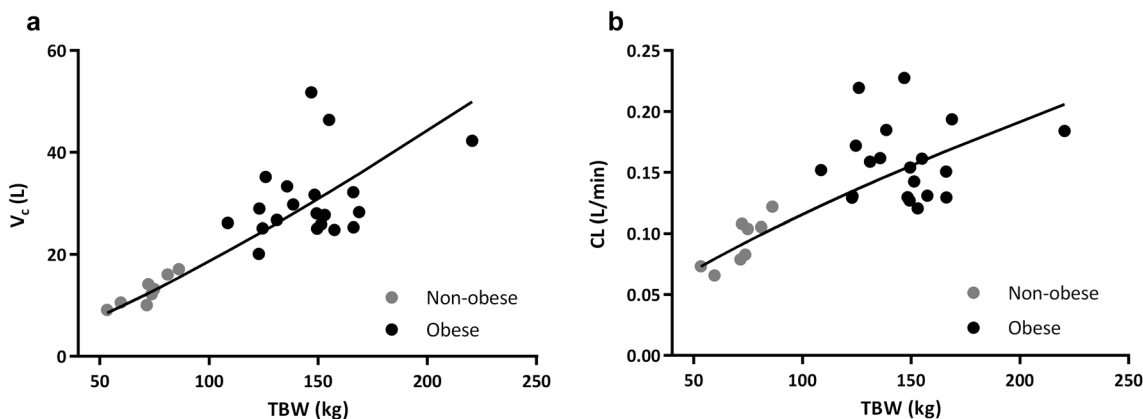 a
60
40
20
0
V_c (L)
50 100 150 200 250
TBW (kg)
Non-obese
Obese
b
0.25
0.20
0.15
0.10
0.05
0.00
CL (L/min)
50 100 150 200 250
TBW (kg)
Non-obese
Obese